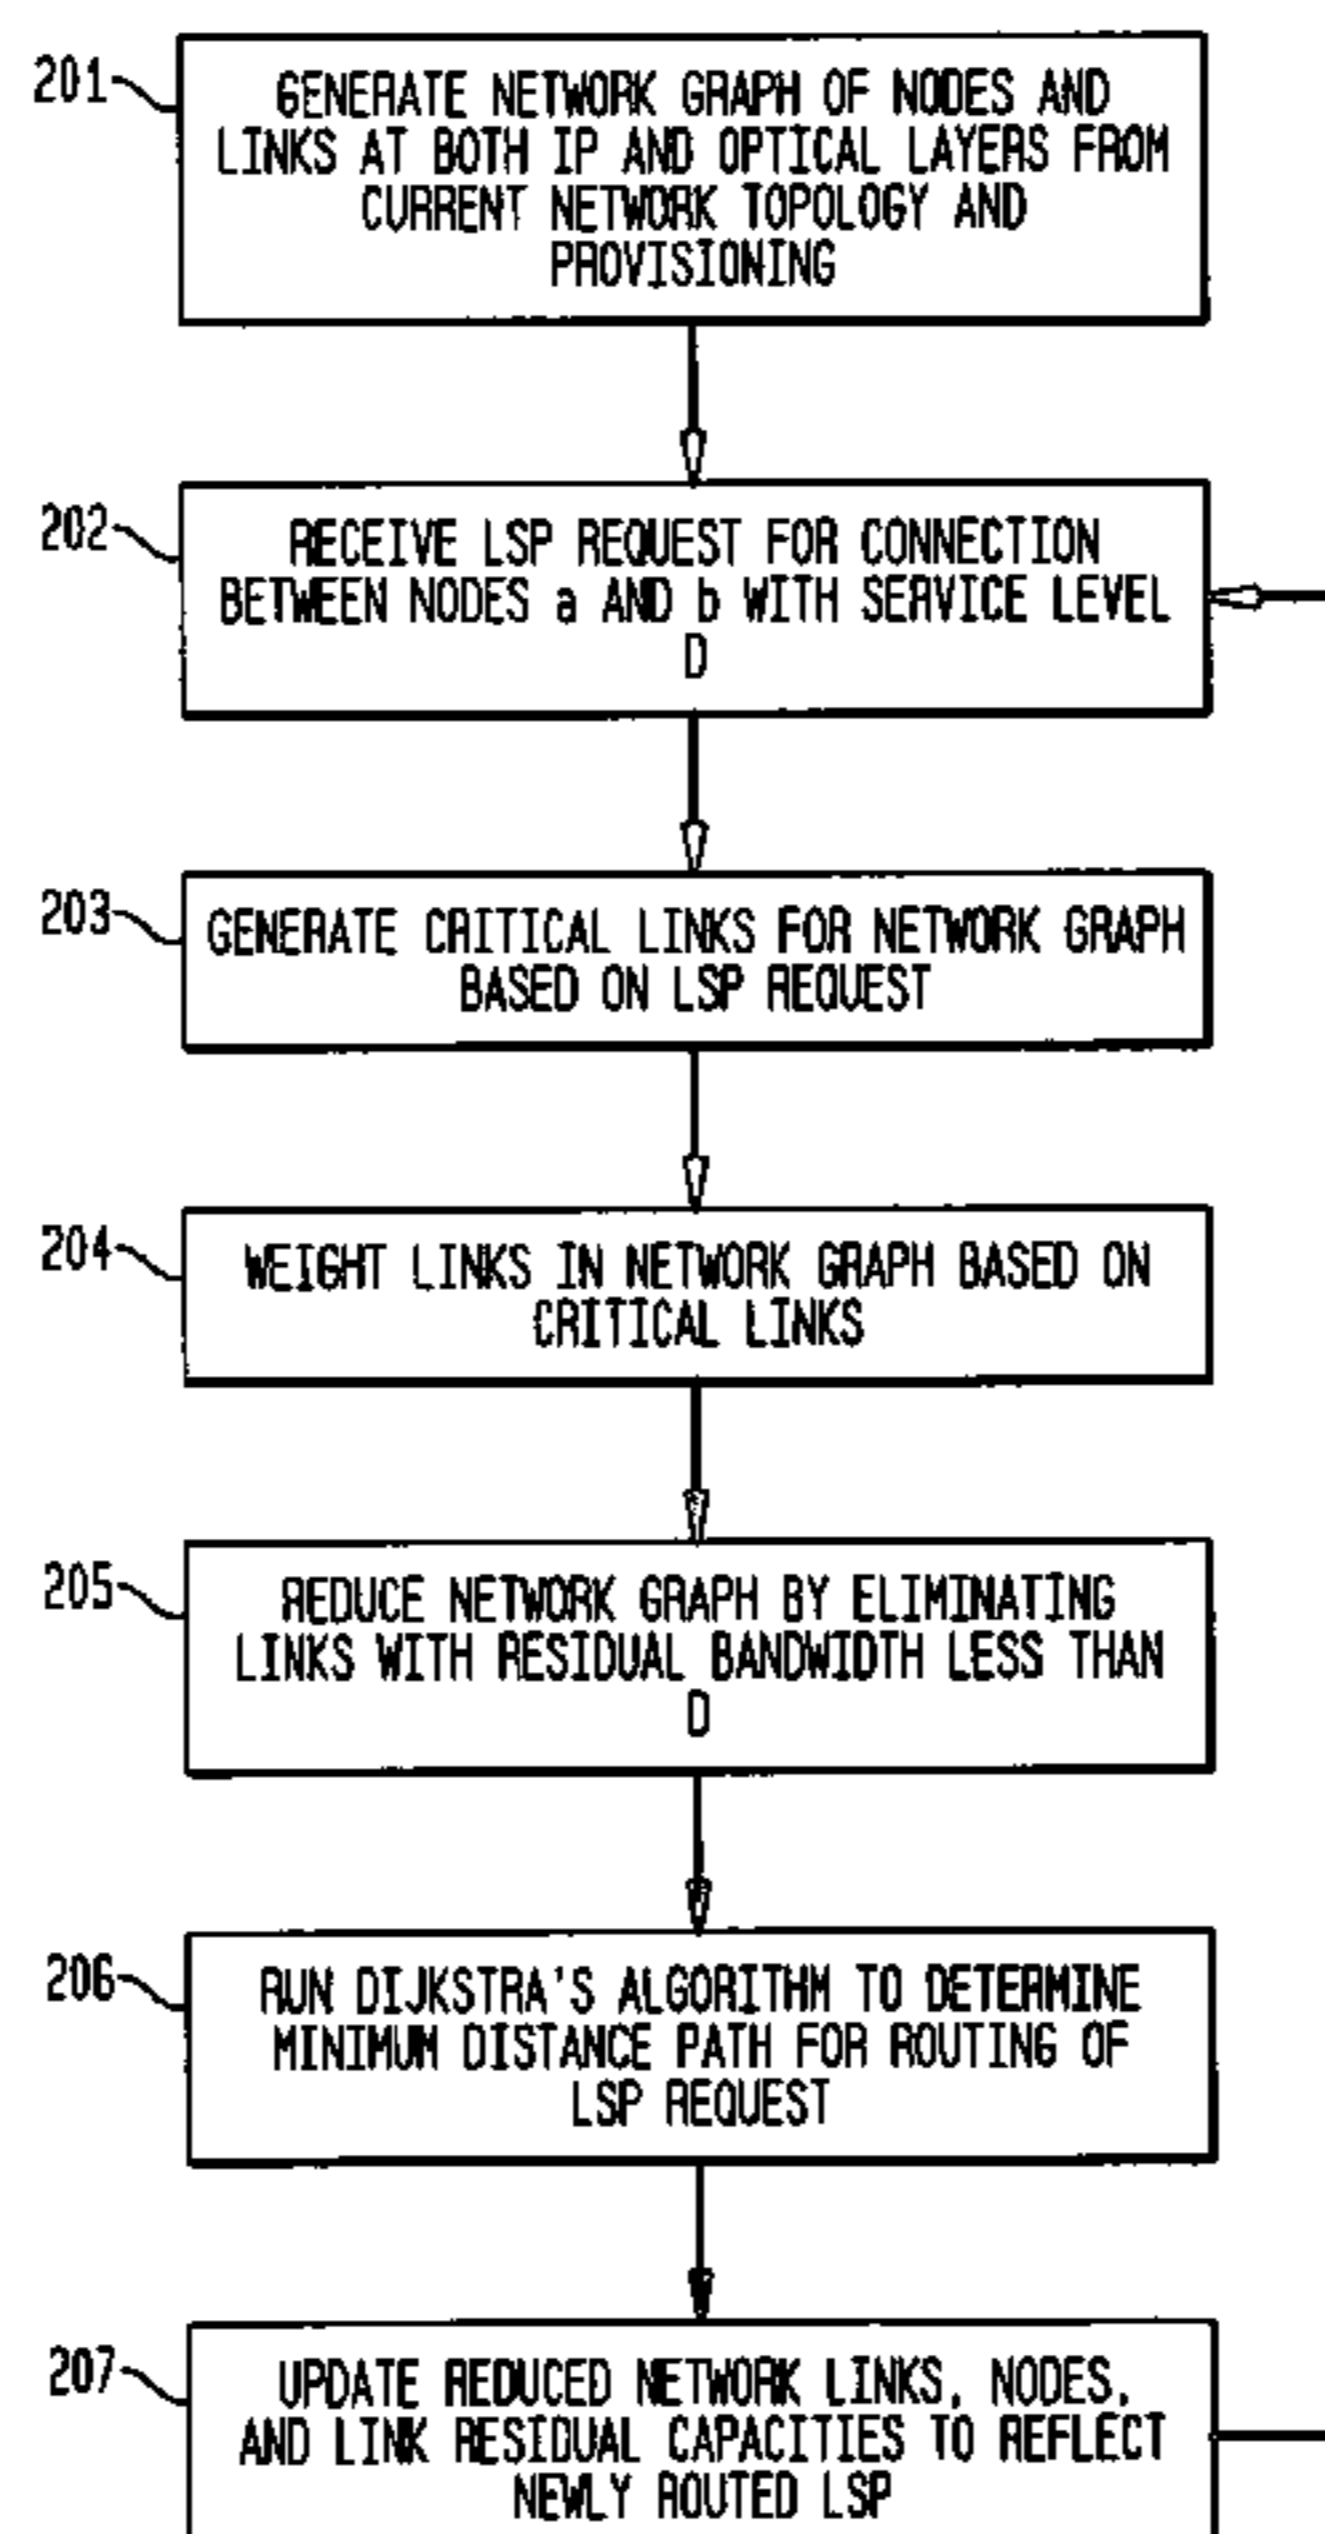 201
GENERATE NETWORK GRAPH OF NODES AND
LINKS AT BOTH IP AND OPTICAL LAYERS FROM
CURRENT NETWORK TOPOLOGY AND
PROVISIONING
202
RECEIVE LSP REQUEST FOR CONNECTION
BETWEEN NODES a AND b WITH SERVICE LEVEL
D
203
GENERATE CRITICAL LINKS FOR NETWORK GRAPH
BASED ON LSP REQUEST
204
WEIGHT LINKS IN NETWORK GRAPH BASED ON
CRITICAL LINKS
205
REDUCE NETWORK GRAPH BY ELIMINATING
LINKS WITH RESIDUAL BANDWIDTH LESS THAN
D
206
RUN DIJKSTRA'S ALGORITHM TO DETERMINE
MINIMUM DISTANCE PATH FOR ROUTING OF
LSP REQUEST
207
UPDATE REDUCED NETWORK LINKS, NODES,
AND LINK RESIDUAL CAPACITIES TO REFLECT
NEWLY ROUTED LSP